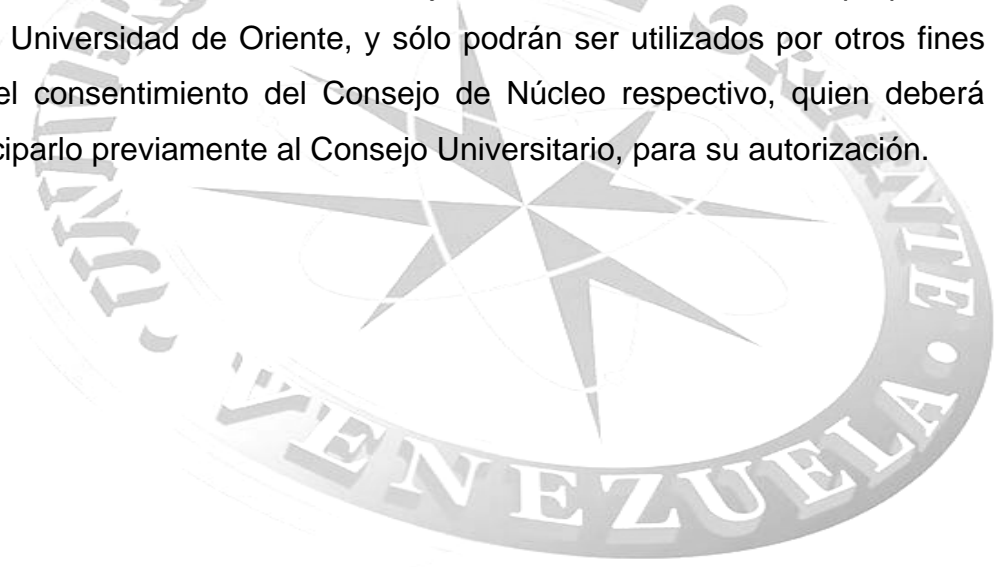 Universidad de Oriente, y sólo podrán ser utilizados por otros fines
el consentimiento del Consejo de Núcleo respectivo, quien deberá
ciparlo previamente al Consejo Universitario, para su autorización.
VENEZUELA